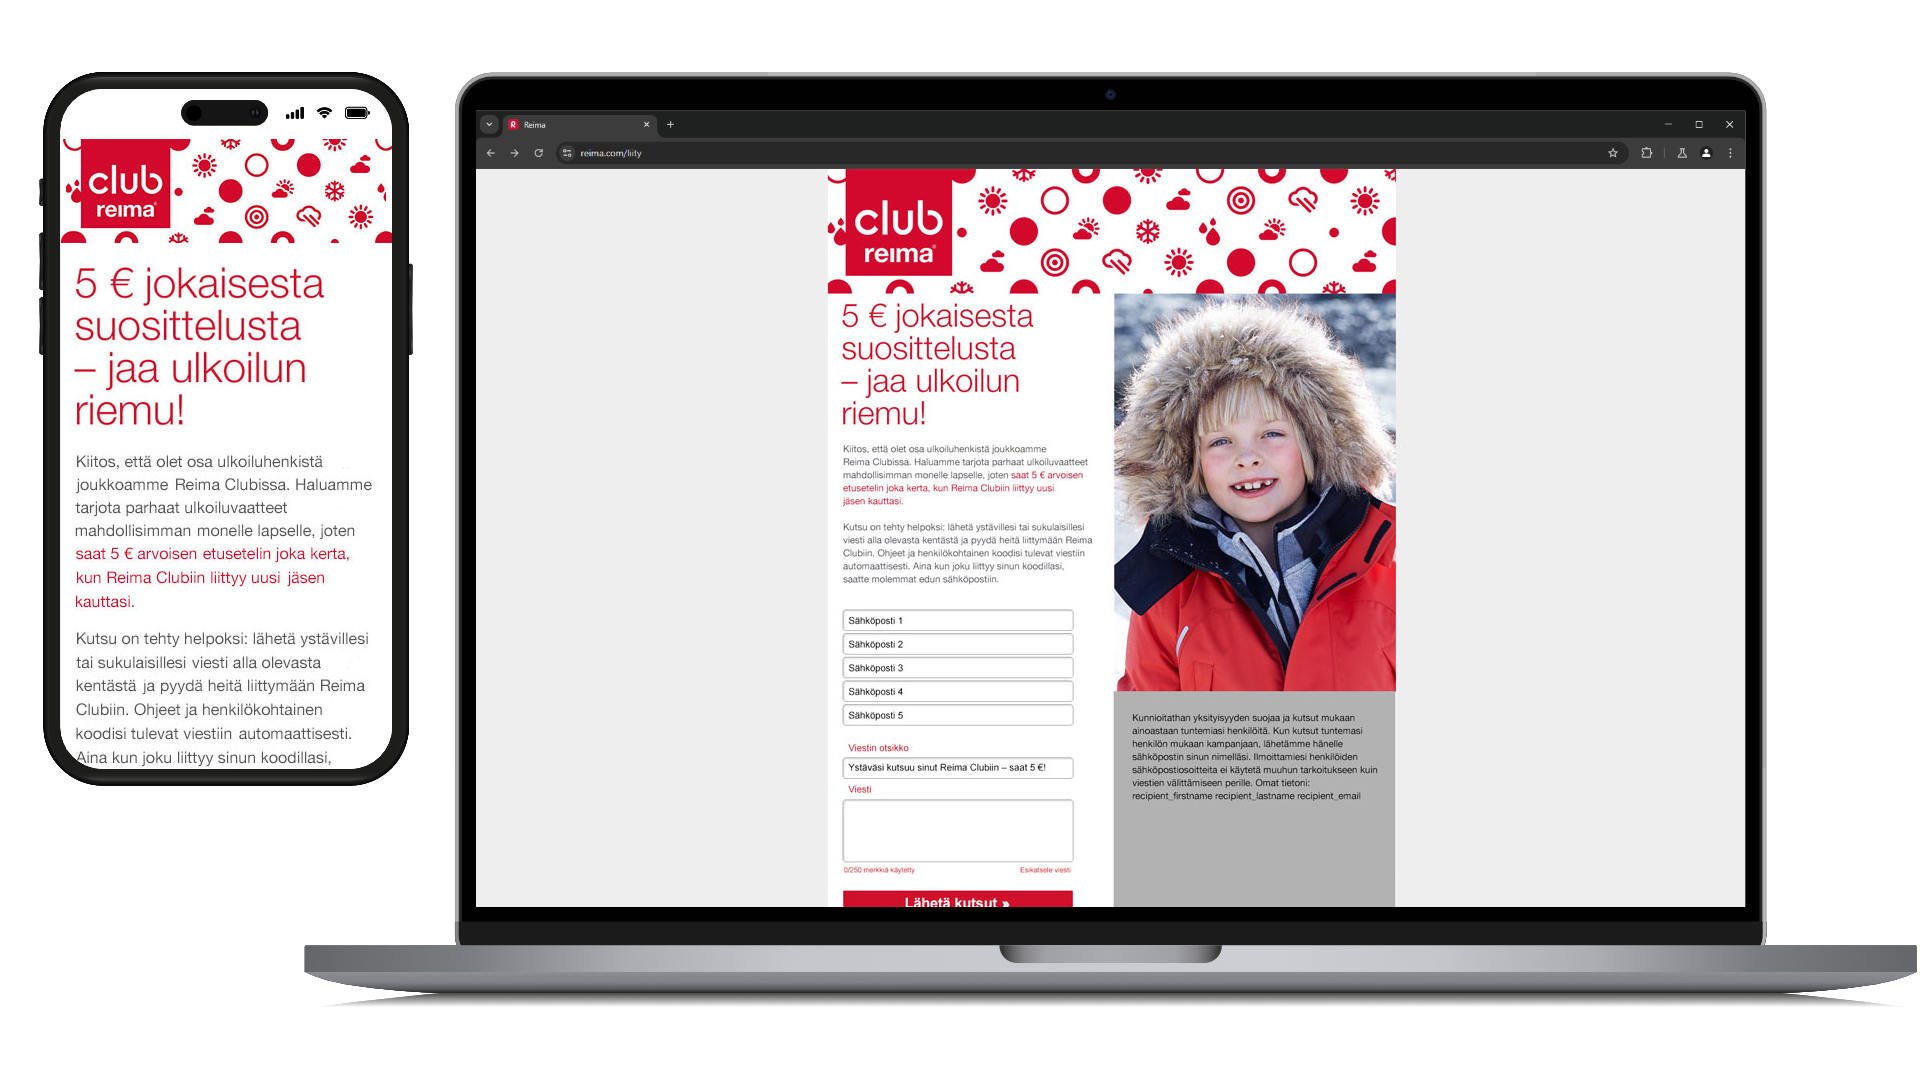 club
reima®
5 € jokaisesta
suosittelusta
– jaa ulkoilun
riemu!
Kiitos, että olet osa ulkoiluhenkistä
joukkoamme Reima Clubissa. Haluamme
tarjota parhaat ulkoiluvaatteet
mahdollisimman monelle lapselle, joten
saat 5 € arvoisen etusetelin joka kerta,
kun Reima Clubiin liittyy uusi jäsen
kauttasi.
Kutsu on tehty helpoksi: lähetä ystävillesi
tai sukulaisillesi viesti alla olevasta
kentästä ja pyydä heitä liittymään Reima
Clubiin. Ohjeet ja henkilökohtainen
koodisi tulevat viestiin automaattisesti.
Aina kun joku liittyy sinun koodillasi,
R Reima
reima.com/liity
club
reima®
5 € jokaisesta
suosittelusta
– jaa ulkoilun
riemu!
Kiitos, että olet osa ulkoiluhenkistä joukkoamme
Reima Clubissa. Haluamme tarjota parhaat ulkoiluvaatteet
mahdollisimman monelle lapselle, joten saat 5 € arvoisen
etusetelin joka kerta, kun Reima Clubiin liittyy uusi
jäsen kauttasi.
Kutsu on tehty helpoksi: lähetä ystävillesi tai sukulaisillesi
viesti alla olevasta kentästä ja pyydä heitä liittymään Reima
Clubiin. Ohjeet ja henkilökohtainen koodisi tulevat viestiin
automaattisesti. Aina kun joku liittyy sinun koodillasi,
saatte molemmat edun sähköpostiin.
Sähköposti 1
Sähköposti 2
Sähköposti 3
Sähköposti 4
Sähköposti 5
Viestin otsikko
Ystäväsi kutsuu sinut Reima Clubiin – saat 5 €!
Viesti
0/250 merkkiä käytetty
Esikatsele viesti
Lähetä kutsut »
Kunnioitathan yksityisyyden suojaa ja kutsut mukaan
ainoastaan tuntemiasi henkilöitä. Kun kutsut tuntemasi
henkilön mukaan kampanjaan, lähetämme hänelle
sähköpostin sinun nimelläsi. Ilmoittamiesi henkilöiden
sähköpostiosoitteita ei käytetä muuhun tarkoitukseen kuin
viestien välittämiseen perille. Omat tietoni:
recipient_firstname recipient_lastname recipient_email